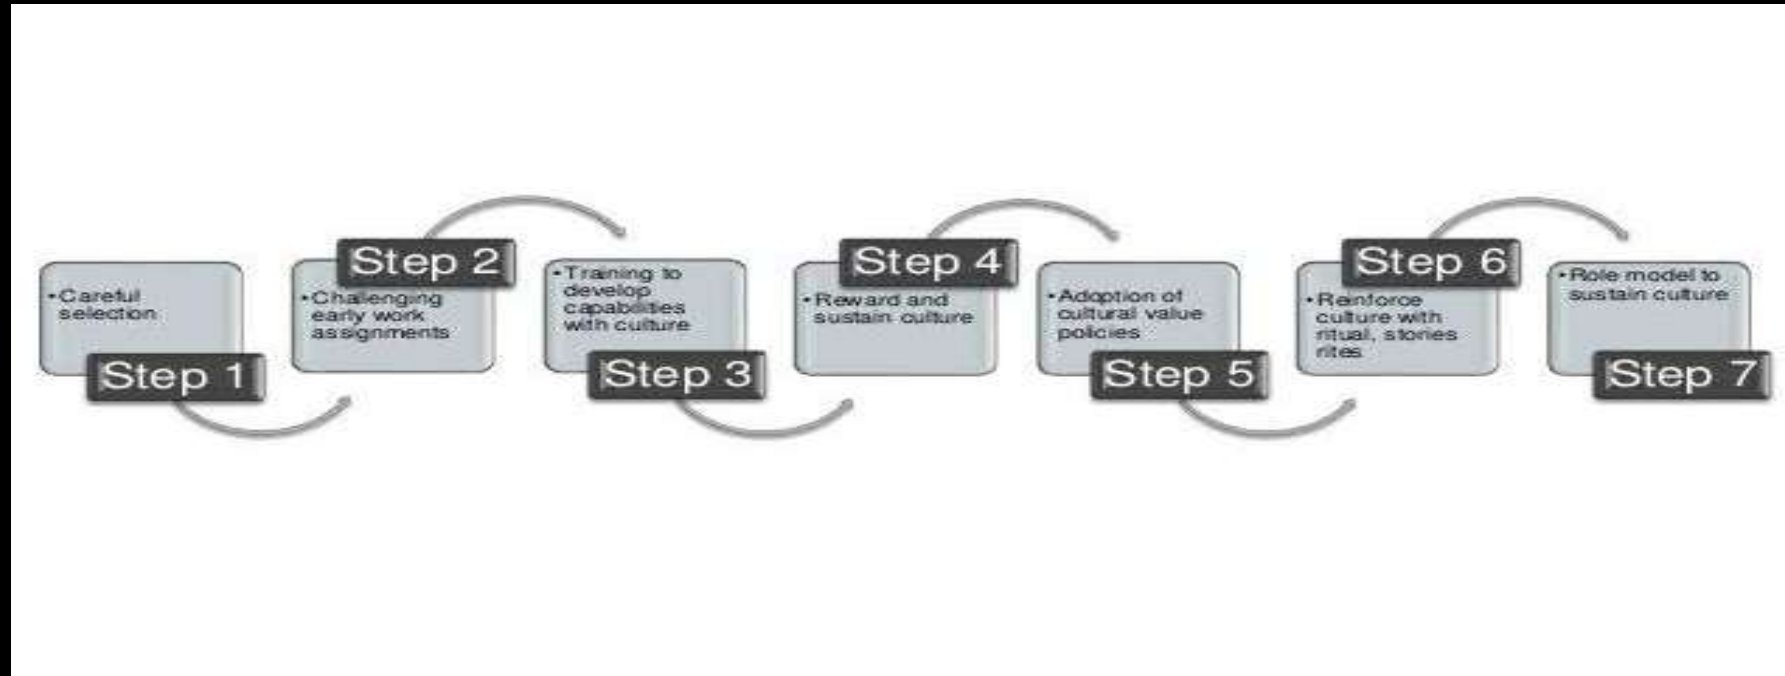 •Careful
selection
Step 1
Step 2
•Challenging
early work
assignments
•Training to
develop
capabilities
with culture
Step 3
Step 4
•Reward and
sustain culture
•Adoption of
cultural value
policies
Step 5
Step 6
•Reinforce
culture with
ritual, stories
rites
•Role model to
sustain culture
Step 7